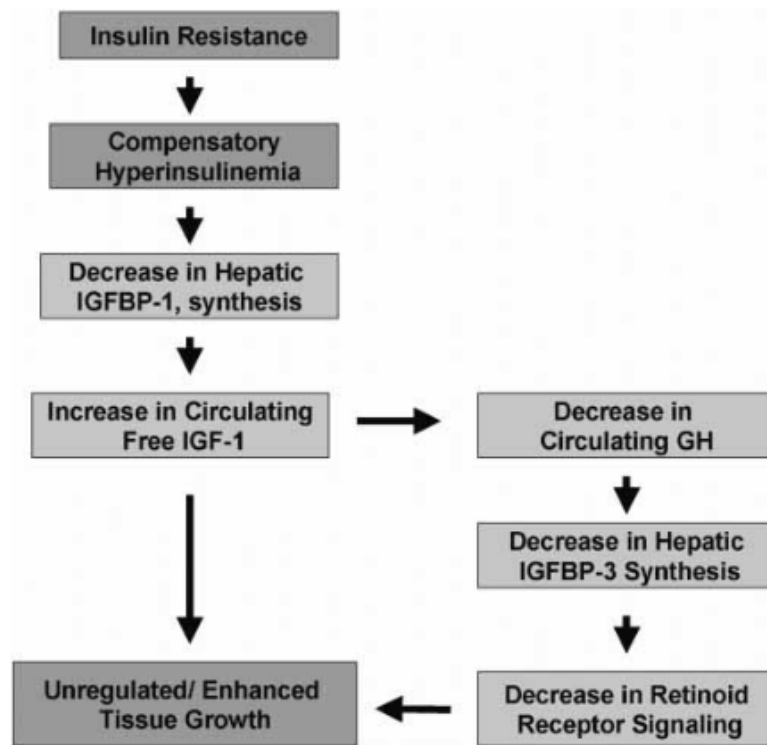 Insulin Resistance
Compensatory
Hyperinsulinemia
Decrease in Hepatic
IGFBP-1, synthesis
Increase in Circulating
Free IGF-1
Decrease in
Circulating GH
Decrease in Hepatic
IGFBP-3 Synthesis
Unregulated/ Enhanced
Tissue Growth
Decrease in Retinoid
Receptor Signaling